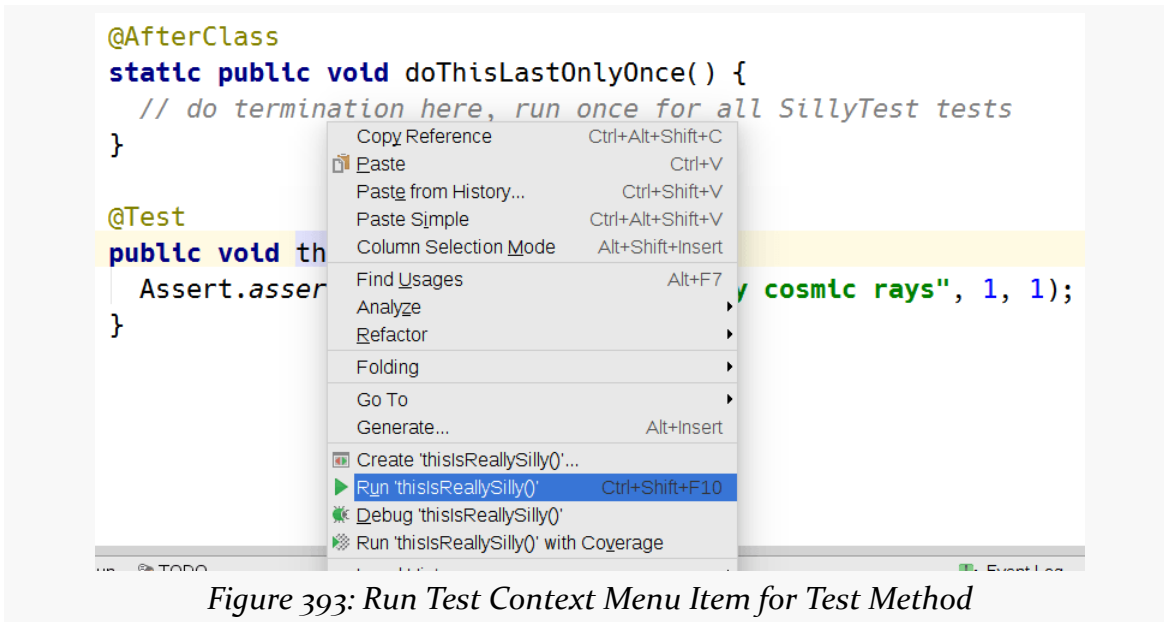 @AfterClass
static public void doThisLastOnlyOnce() {
// do termination here, run once for all SillyTest tests
}
Copy Reference Ctrl+Alt+Shift+C
Paste Ctrl+V
Paste from History... Ctrl+Shift+V
Paste Simple Ctrl+Alt+Shift+V
Column Selection Mode Alt+Shift+Insert
@Test
public void th
Find Usages Alt+F7
Analyze
Refactor
Assert.asser y cosmic rays", 1, 1);
}
Folding
Go To
Generate... Alt+Insert
Create 'thisIsReallySilly()'...
Run 'thisIsReallySilly()' Ctrl+Shift+F10
Debug 'thisIsReallySilly()'
Run 'thisIsReallySilly()' with Coverage
TODO
Event Log
Figure 393: Run Test Context Menu Item for Test Method